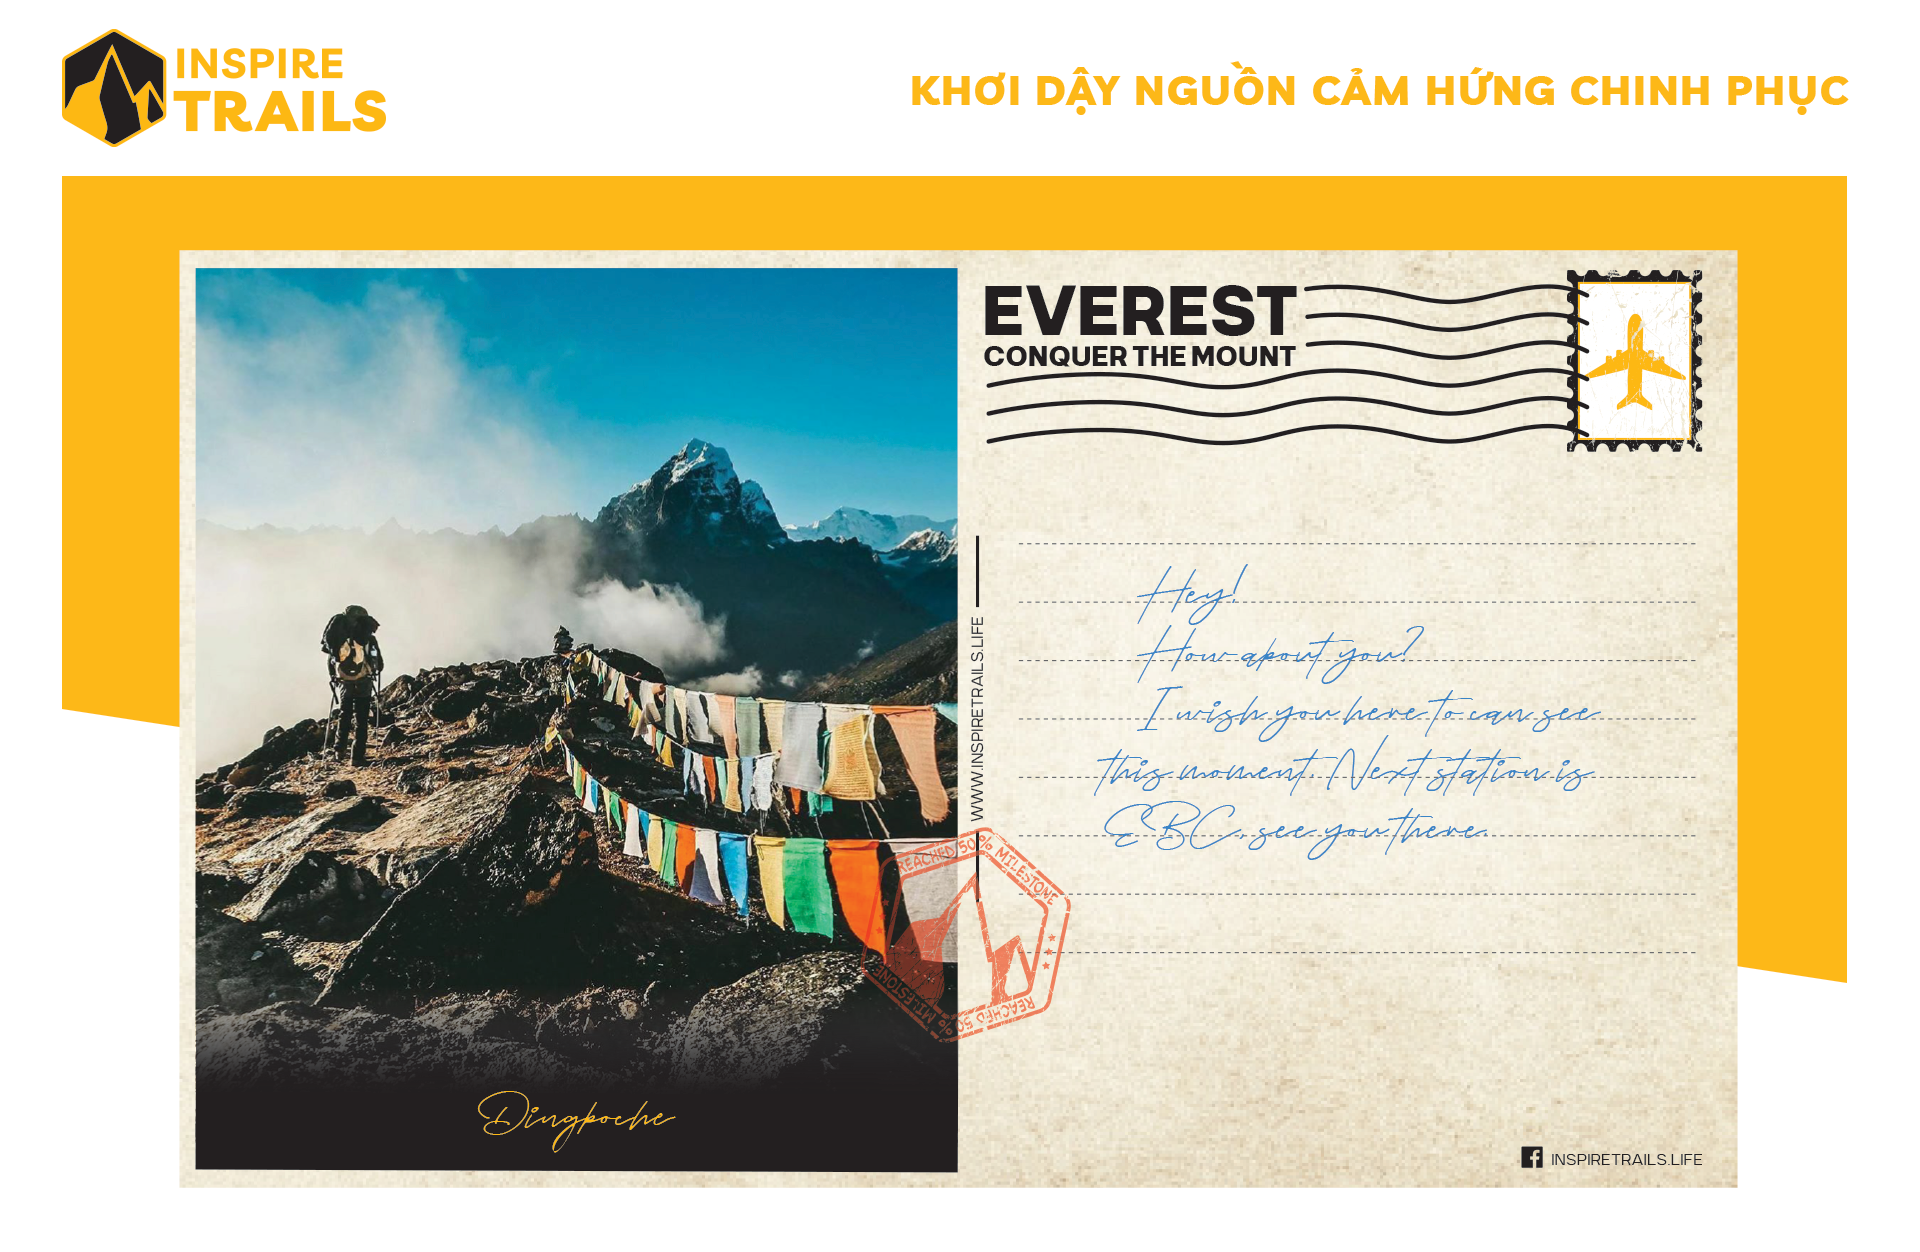 INSPIRE
TRAILS
KHƠI DẬY NGUỒN CẢM HỨNG CHINH PHỤC
EVEREST
CONQUER THE MOUNT
WWW.INSPIRETRAILS.LIFE
Hey!
How about you?
I wish you here to can see
this moment. Next station is
EBC, see you there.
REACHED 50% MILESTONE
REACHED 50% MILESTONE
Dingpoche
INSPIRETRAILS.LIFE